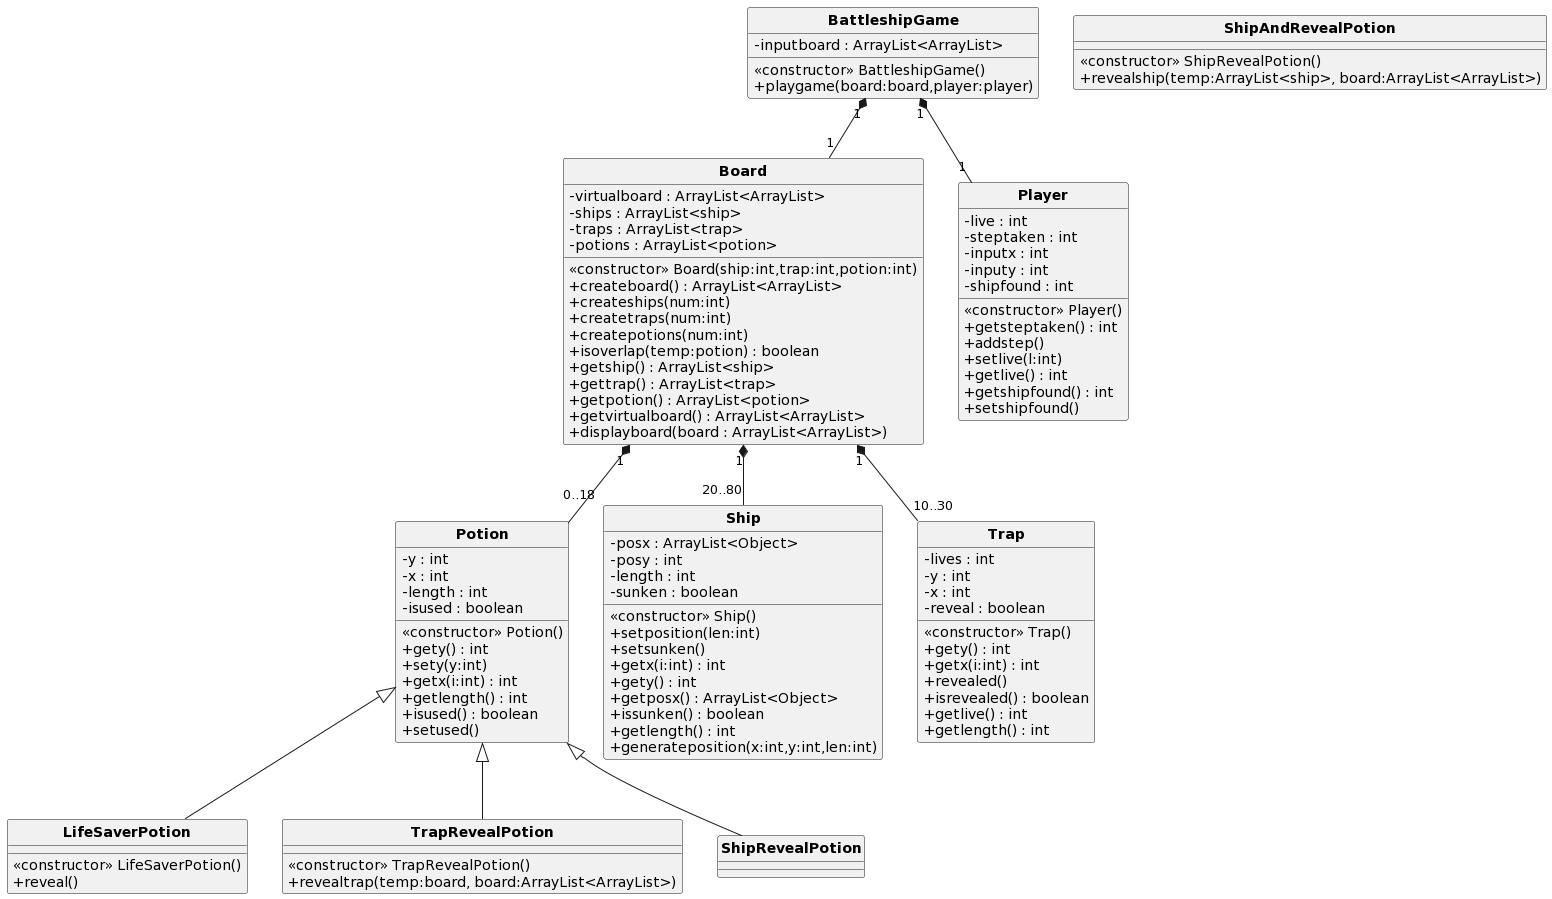 BattleshipGame
-inputboard : ArrayList<ArrayList>
«constructor» BattleshipGame()
+playgame(board:board,player:player)
ShipAndRevealPotion
«constructor» ShipRevealPotion()
+revealship(temp:ArrayList<ship>, board:ArrayList<ArrayList>)
1
1
1
1
Board
-virtualboard : ArrayList<ArrayList>
-ships : ArrayList<ship>
-traps : ArrayList<trap>
-potions : ArrayList<potion>
«constructor» Board(ship:int,trap:int,potion:int)
+createboard() : ArrayList<ArrayList>
+createships(num:int)
+createtraps(num:int)
+createpotions(num:int)
+isoverlap(temp:potion) : boolean
+getship() : ArrayList<ship>
+gettrap() : ArrayList<trap>
+getpotion() : ArrayList<potion>
+getvirtualboard() : ArrayList<ArrayList>
+displayboard(board : ArrayList<ArrayList>)
Player
-live : int
-steptaken : int
-inputx : int
-inputy : int
-shipfound : int
«constructor» Player()
+getsteptaken() : int
+addstep()
+setlive(l:int)
+getlive() : int
+getshipfound() : int
+setshipfound()
1
1
1
0..18
20..80
10..30
Potion
-y : int
-x : int
-length : int
-isused : boolean
«constructor» Potion()
+gety() : int
+sety(y:int)
+getx(i:int) : int
+getlength() : int
+isused() : boolean
+setused()
Ship
-posx : ArrayList<Object>
-posy : int
-length : int
-sunken : boolean
«constructor» Ship()
+setposition(len:int)
+setsunken()
+getx(i:int) : int
+gety() : int
+getposx() : ArrayList<Object>
+issunken() : boolean
+getlength() : int
+generateposition(x:int,y:int,len:int)
Trap
-lives : int
-y : int
-x : int
-reveal : boolean
«constructor» Trap()
+gety() : int
+getx(i:int) : int
+revealed()
+isrevealed() : boolean
+getlive() : int
+getlength() : int
LifeSaverPotion
«constructor» LifeSaverPotion()
+reveal()
TrapRevealPotion
«constructor» TrapRevealPotion()
+revealtrap(temp:board, board:ArrayList<ArrayList>)
ShipRevealPotion